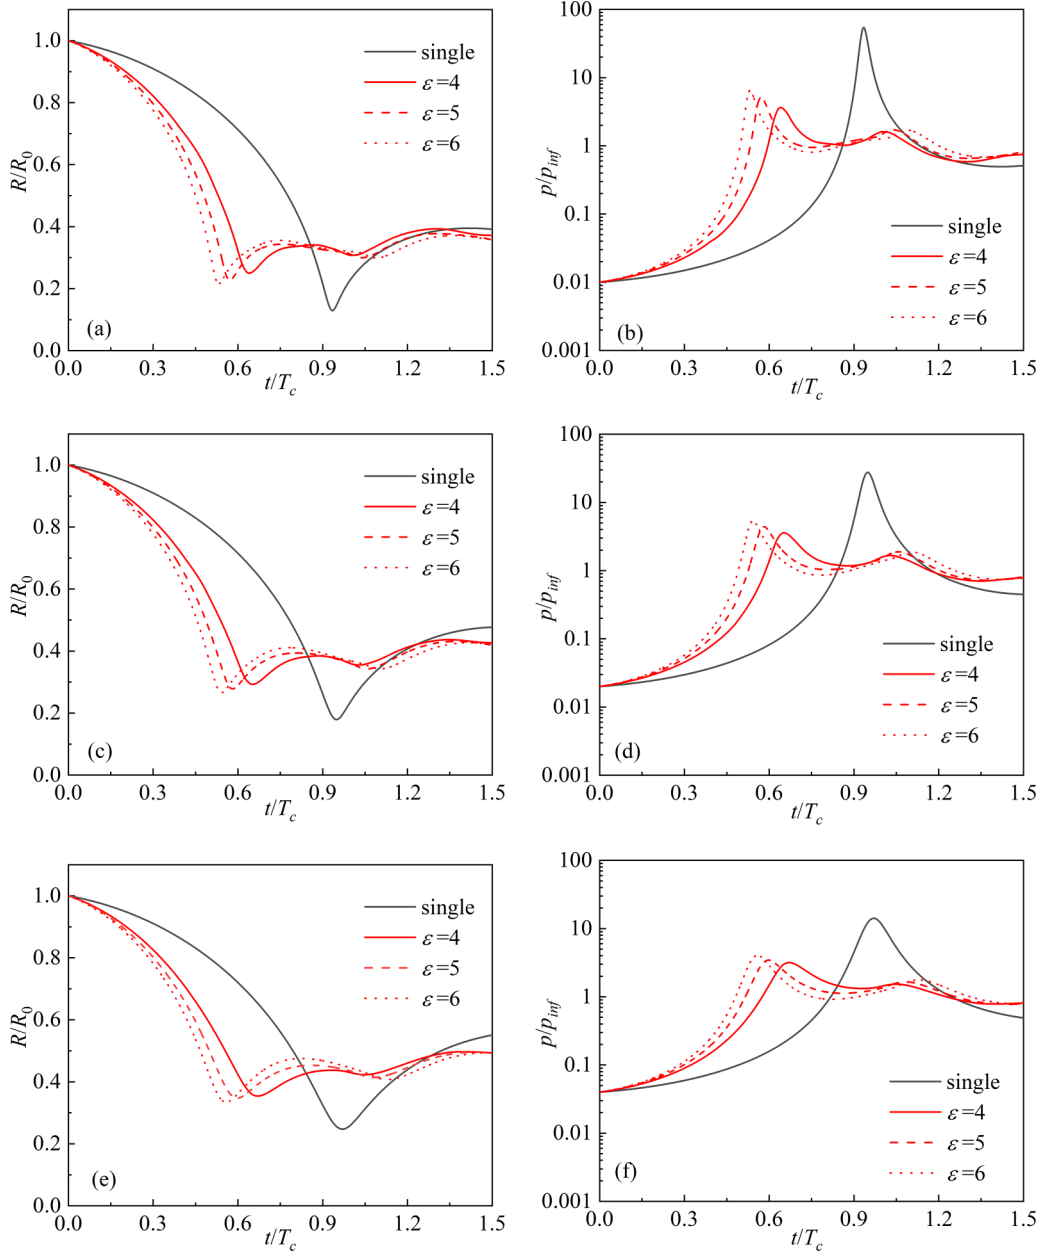 1.0
0.8
0.6
0.4
0.2
0.0
R/R0
single
ε=4
ε=5
ε=6
(a)
0.0 0.3 0.6 0.9 1.2 1.5
t/Tc
100
10
1
0.1
0.01
0.001
p/pinf
single
ε=4
ε=5
ε=6
(b)
0.0 0.3 0.6 0.9 1.2 1.5
t/Tc
1.0
0.8
0.6
0.4
0.2
0.0
R/R0
single
ε=4
ε=5
ε=6
(c)
0.0 0.3 0.6 0.9 1.2 1.5
t/Tc
100
10
1
0.1
0.01
0.001
p/pinf
single
ε=4
ε=5
ε=6
(d)
0.0 0.3 0.6 0.9 1.2 1.5
t/Tc
1.0
0.8
0.6
0.4
0.2
0.0
R/R0
single
ε=4
ε=5
ε=6
(e)
0.0 0.3 0.6 0.9 1.2 1.5
t/Tc
100
10
1
0.1
0.01
0.001
p/pinf
single
ε=4
ε=5
ε=6
(f)
0.0 0.3 0.6 0.9 1.2 1.5
t/Tc